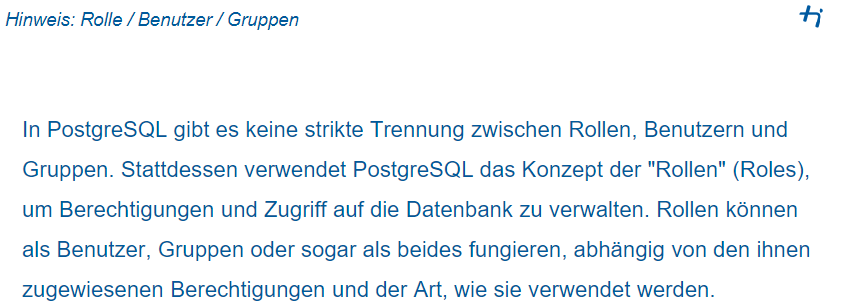 Hinweis: Rolle / Benutzer / Gruppen
In PostgreSQL gibt es keine strikte Trennung zwischen Rollen, Benutzern und
Gruppen. Stattdessen verwendet PostgreSQL das Konzept der "Rollen" (Roles),
um Berechtigungen und Zugriff auf die Datenbank zu verwalten. Rollen können
als Benutzer, Gruppen oder sogar als beides fungieren, abhängig von den ihnen
zugewiesenen Berechtigungen und der Art, wie sie verwendet werden.